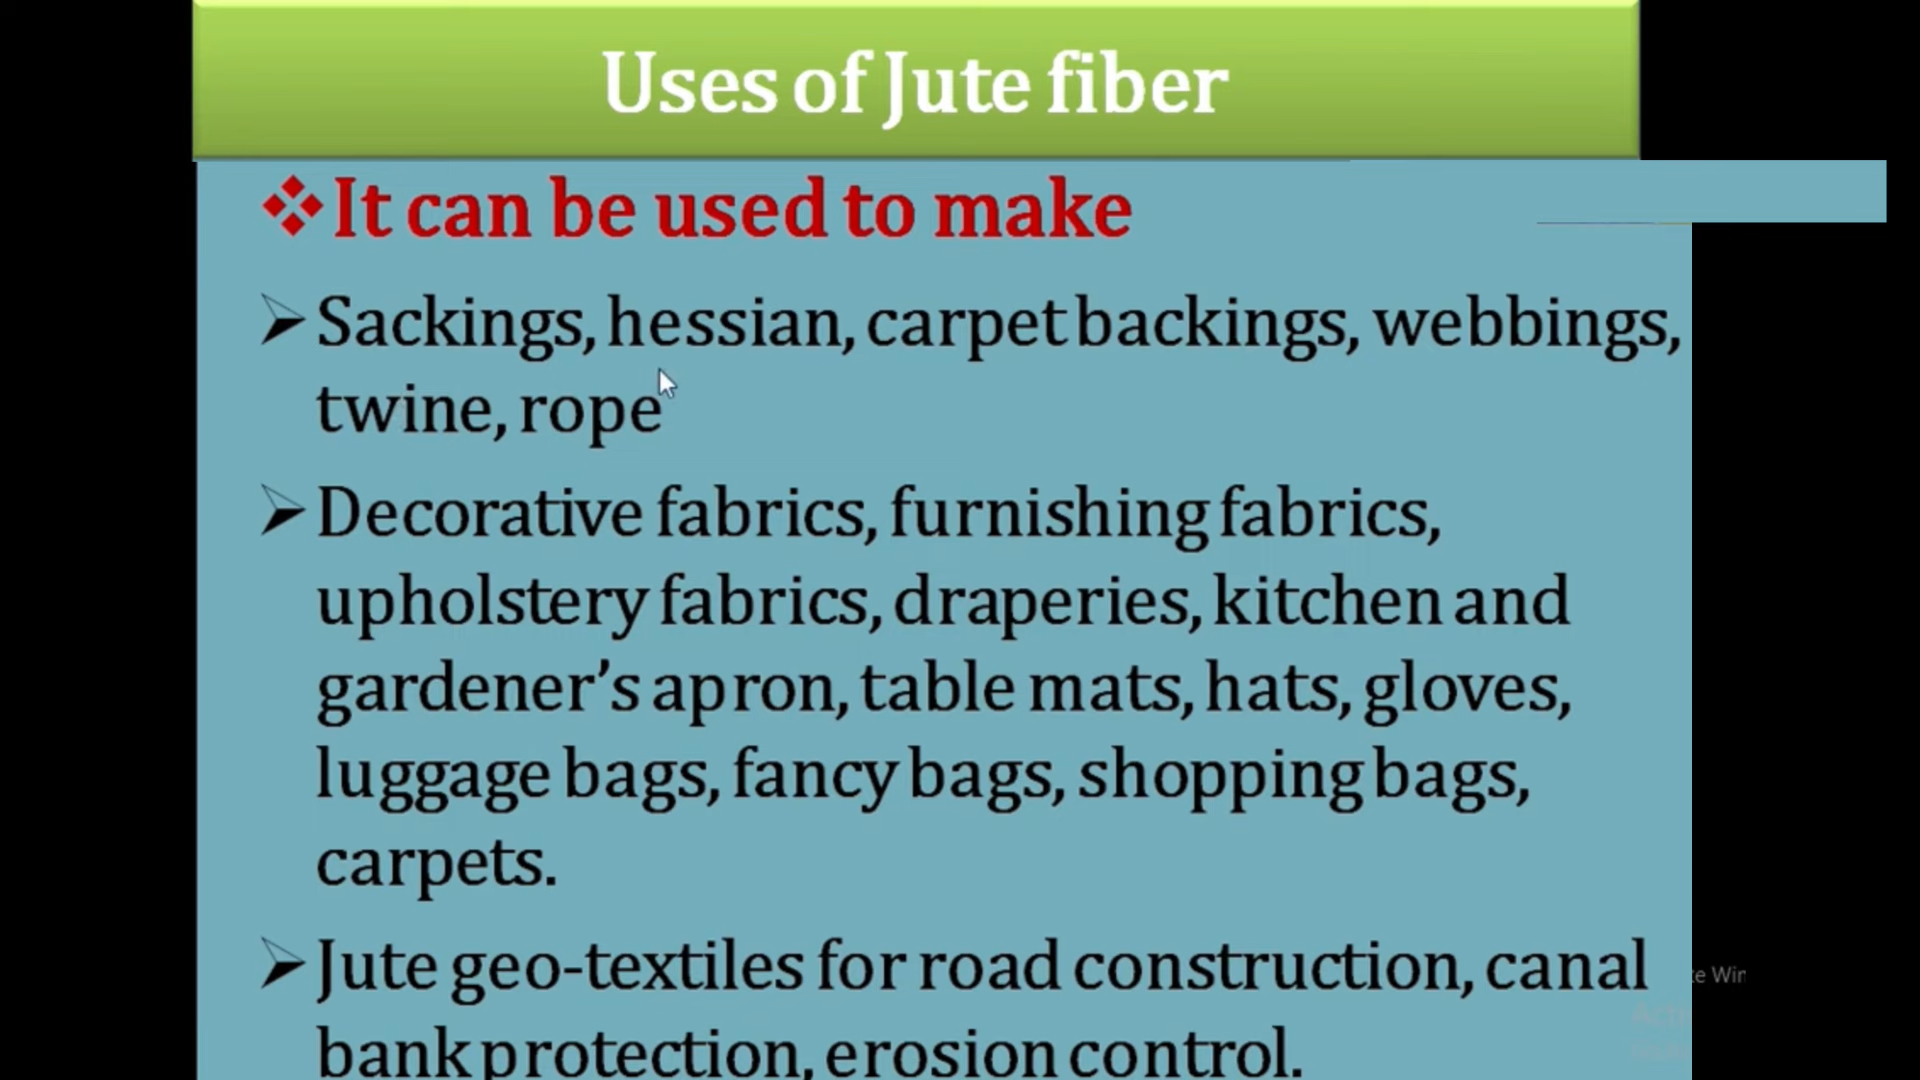 Uses of Jute fiber
❖It can be used to make
➢Sackings, hessian, carpet backings, webbings,
twine, rope
➢Decorative fabrics, furnishing fabrics,
upholstery fabrics, draperies, kitchen and
gardener’s apron, table mats, hats, gloves,
luggage bags, fancy bags, shopping bags,
carpets.
➢Jute geo-textiles for road construction, canal
bank protection, erosion control.